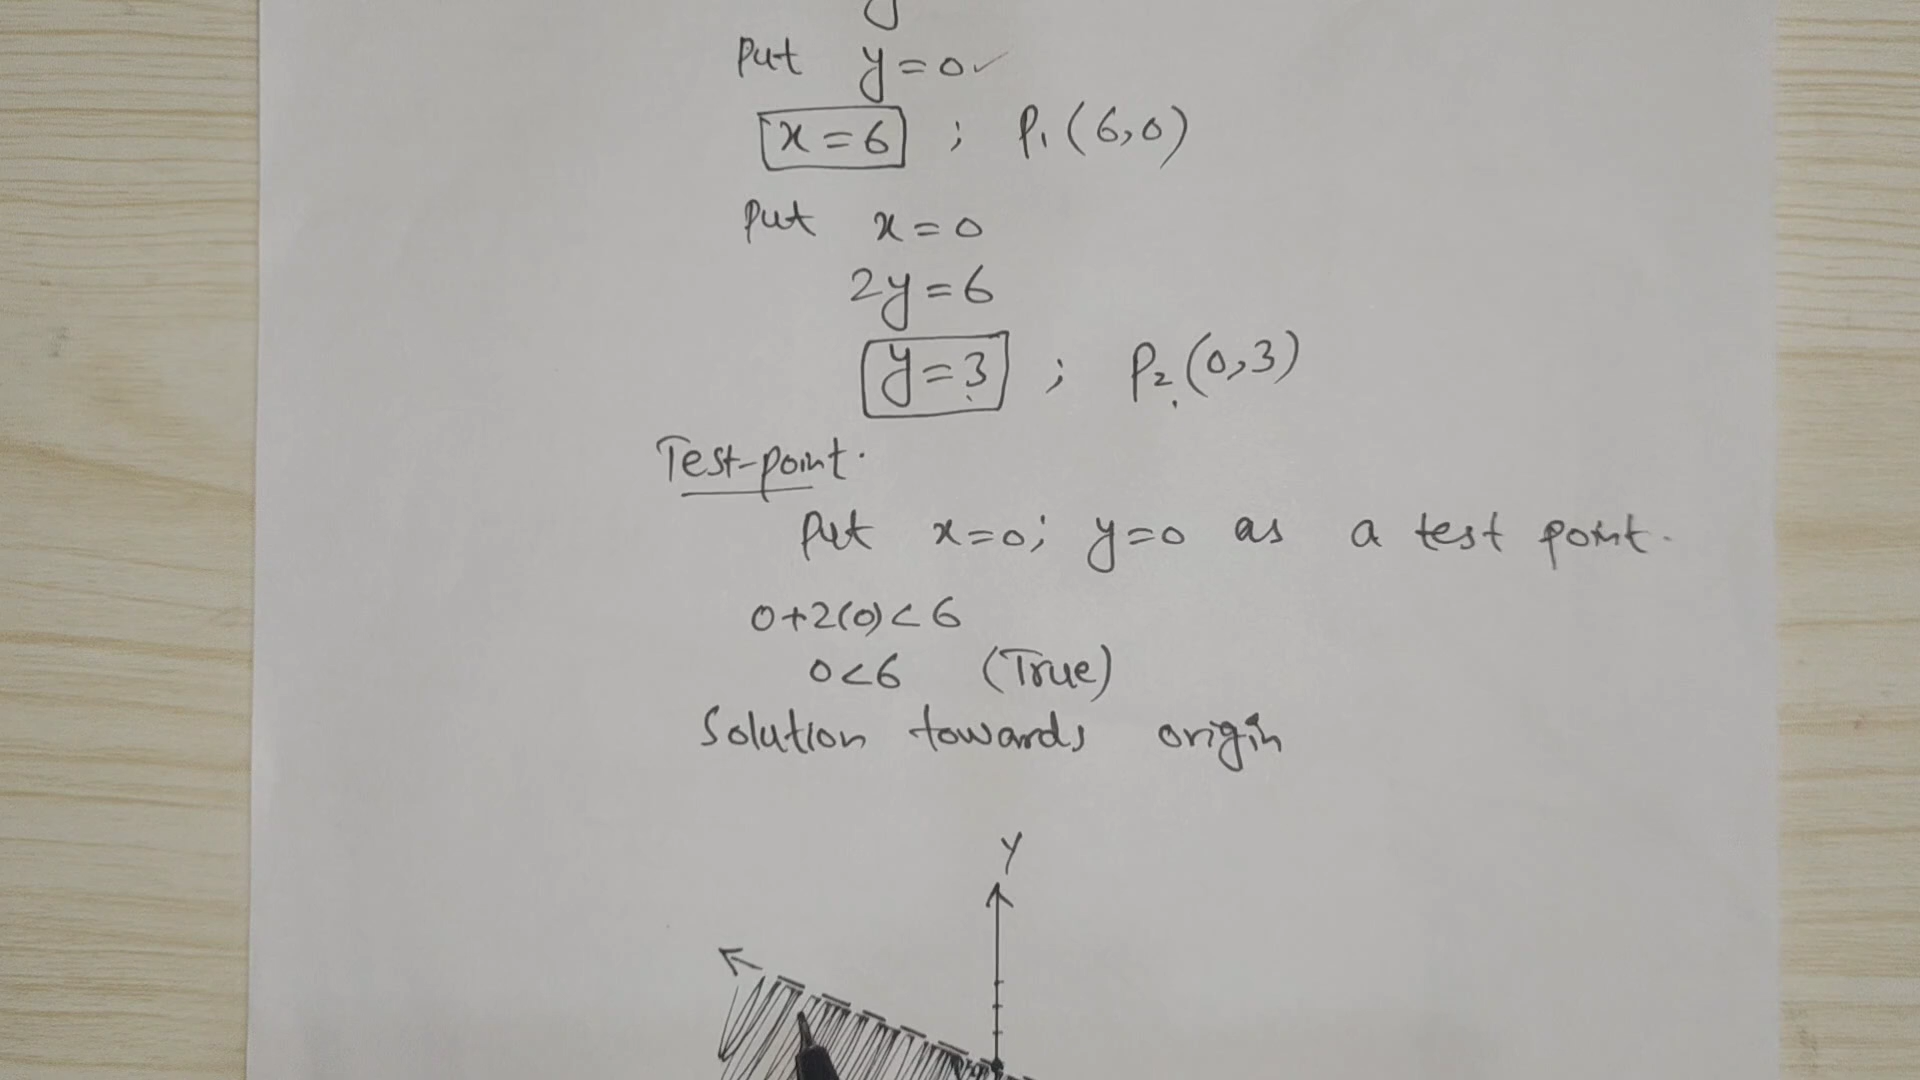 Put y=0✓
x=6 ; P₁(6,0)
Put x=0
2y=6
y=3 ; P₂(0,3)
Test-point.
Put x=0; y=0 as a test point.
0+2(0)<6
0<6 (True)
Solution towards origin
Y